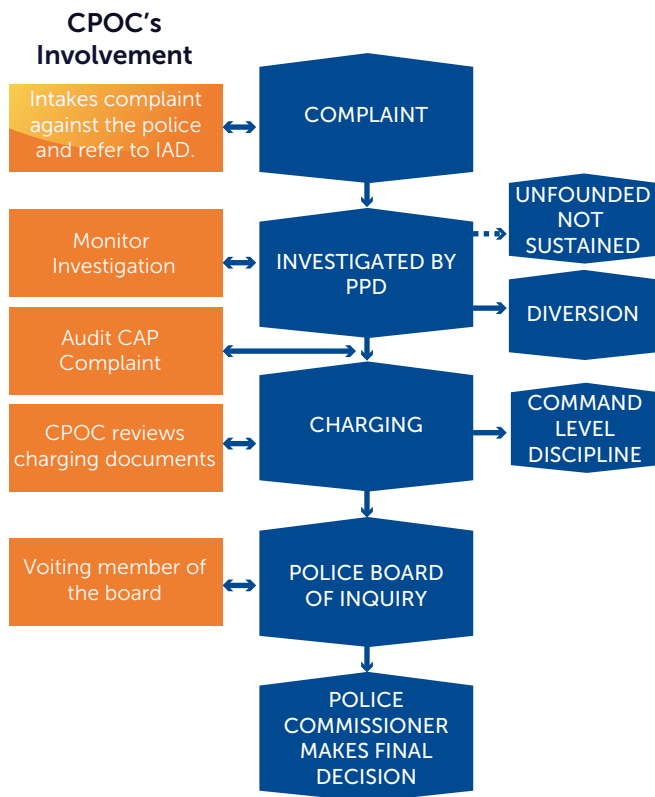 CPOC's
Involvement
Intakes complaint
against the police
and refer to IAD.
COMPLAINT
Monitor
Investigation
INVESTIGATED BY
PPD
UNFOUNDED
NOT
SUSTAINED
DIVERSION
Audit CAP
Complaint
CPOC reviews
charging documents
CHARGING
COMMAND
LEVEL
DISCIPLINE
Voiting member of
the board
POLICE BOARD
OF INQUIRY
POLICE
COMMISSIONER
MAKES FINAL
DECISION